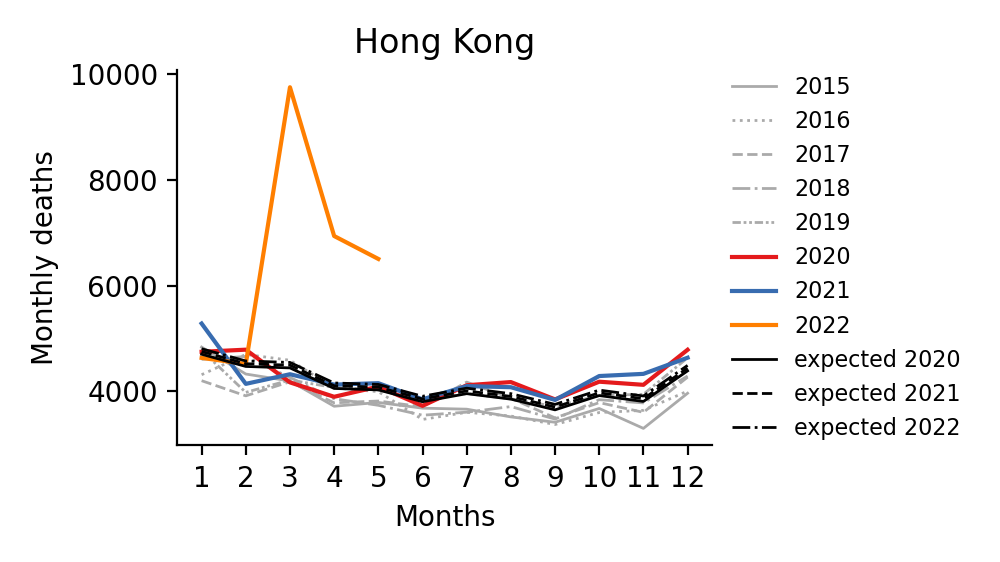 Hong Kong
Monthly deaths
10000
8000
6000
4000
1 2 3 4 5 6 7 8 9 10 11 12
Months
2015
2016
2017
2018
2019
2020
2021
2022
expected 2020
expected 2021
expected 2022